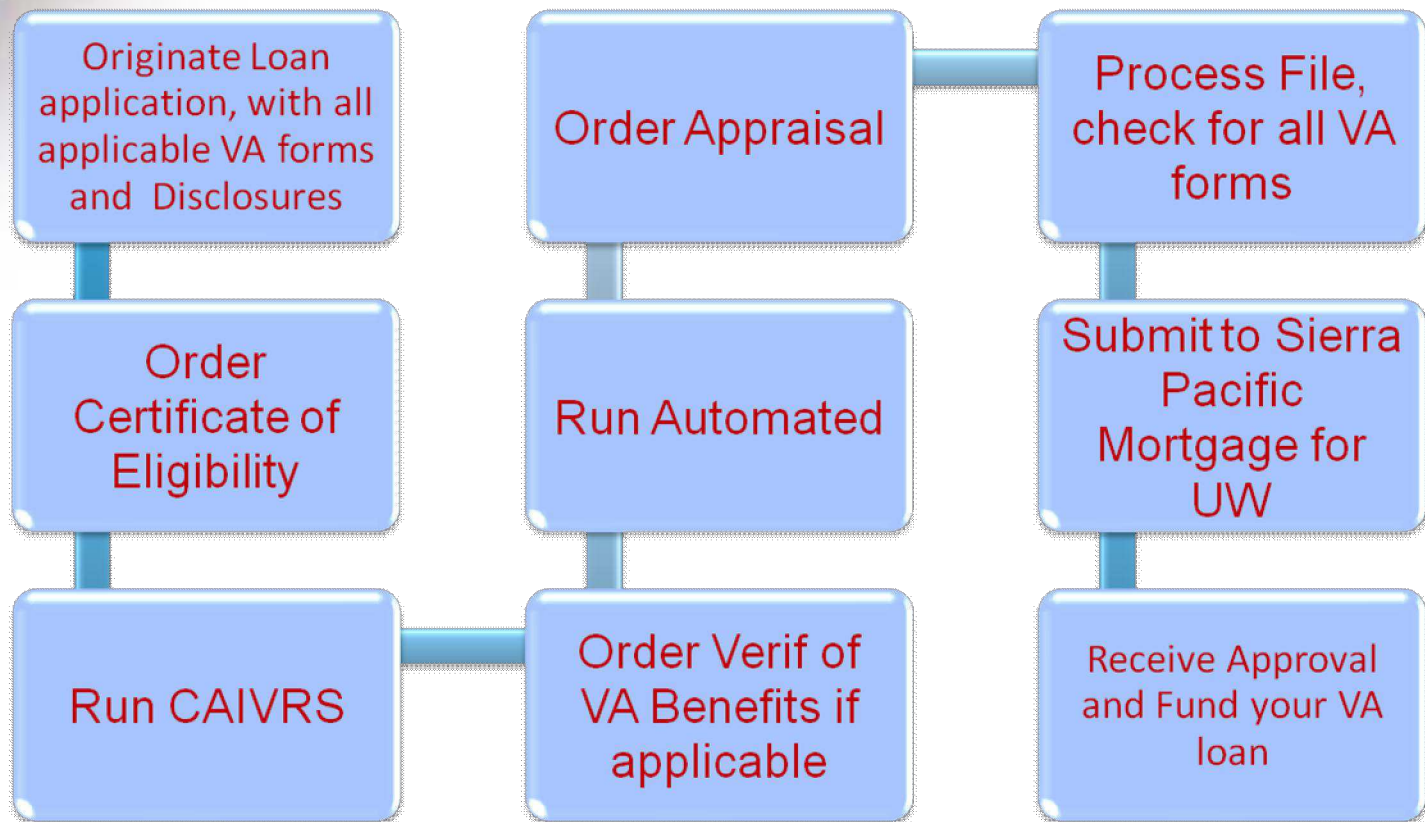 Originate Loan
application, with all
applicable VA forms
and Disclosures
Order
Certificate of
Eligibility
Run CAIVRS
Order Verif of
VA Benefits if
applicable
Run Automated
Order Appraisal
Process File,
check for all VA
forms
Submit to Sierra
Pacific
Mortgage for
UW
Receive Approval
and Fund your VA
loan